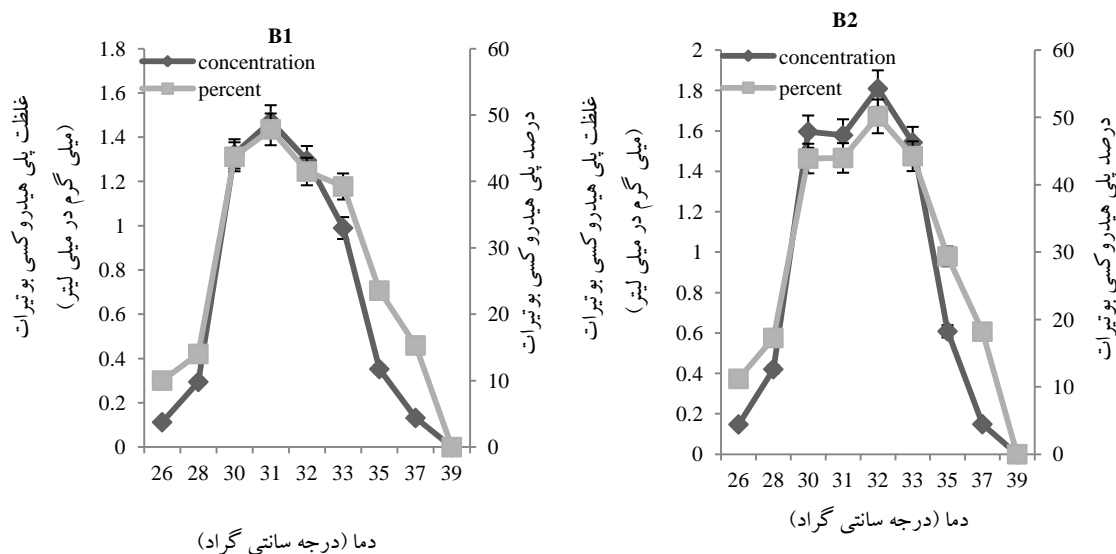 B1
concentration
percent
1.8
1.6
1.4
1.2
1
0.8
0.6
0.4
0.2
0
60
50
40
30
20
10
0
26 28 30 31 32 33 35 37 39
غلظت پلی هیدروکسی بوتیرات
(میلی گرم در میلی لیتر)
درصد پلی هیدروکسی بوتیرات
دما (درجه سانتی گراد)
B2
concentration
percent
2
1.8
1.6
1.4
1.2
1
0.8
0.6
0.4
0.2
0
60
50
40
30
20
10
0
26 28 30 31 32 33 35 37 39
غلظت پلی هیدروکسی بوتیرات
(میلی گرم در میلی لیتر)
درصد پلی هیدروکسی بوتیرات
دما (درجه سانتی گراد)